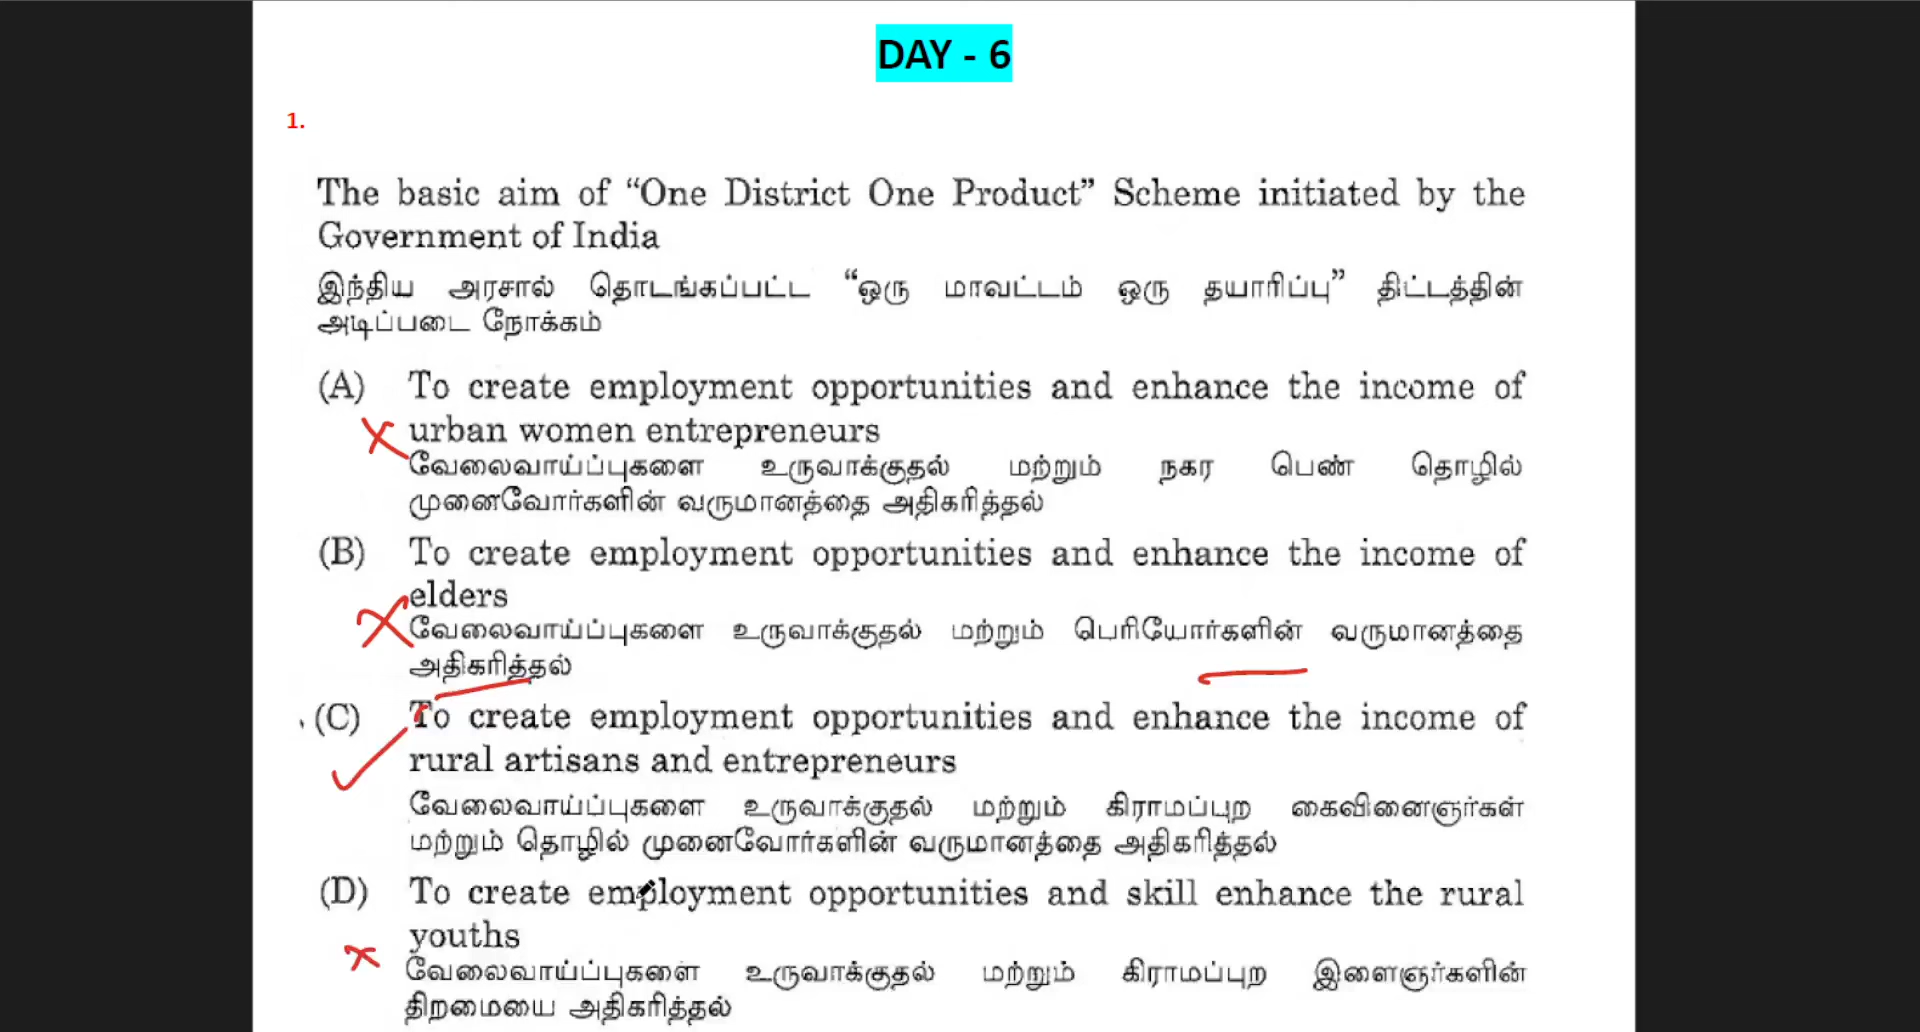 DAY - 6
1.
The basic aim of “One District One Product” Scheme initiated by the
Government of India
இந்திய அரசால் தொடங்கப்பட்ட “ஒரு மாவட்டம் ஒரு தயாரிப்பு” திட்டத்தின்
அடிப்படை நோக்கம்
(A) To create employment opportunities and enhance the income of
urban women entrepreneurs
வேலைவாய்ப்புகளை உருவாக்குதல் மற்றும் நகர பெண் தொழில்
முனைவோர்களின் வருமானத்தை அதிகரித்தல்
(B) To create employment opportunities and enhance the income of
elders
வேலைவாய்ப்புகளை உருவாக்குதல் மற்றும் பெரியோர்களின் வருமானத்தை
அதிகரித்தல்
(C) To create employment opportunities and enhance the income of
rural artisans and entrepreneurs
வேலைவாய்ப்புகளை உருவாக்குதல் மற்றும் கிராமப்புற கைவினைஞர்கள்
மற்றும் தொழில் முனைவோர்களின் வருமானத்தை அதிகரித்தல்
(D) To create employment opportunities and skill enhance the rural
youths
வேலைவாய்ப்புகளை உருவாக்குதல் மற்றும் கிராமப்புற இளைஞர்களின்
திறமையை அதிகரித்தல்